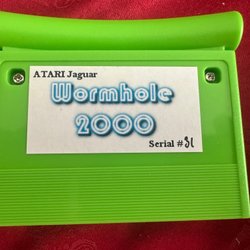 ATARI Jaguar
Wormhole
2000
Serial #31